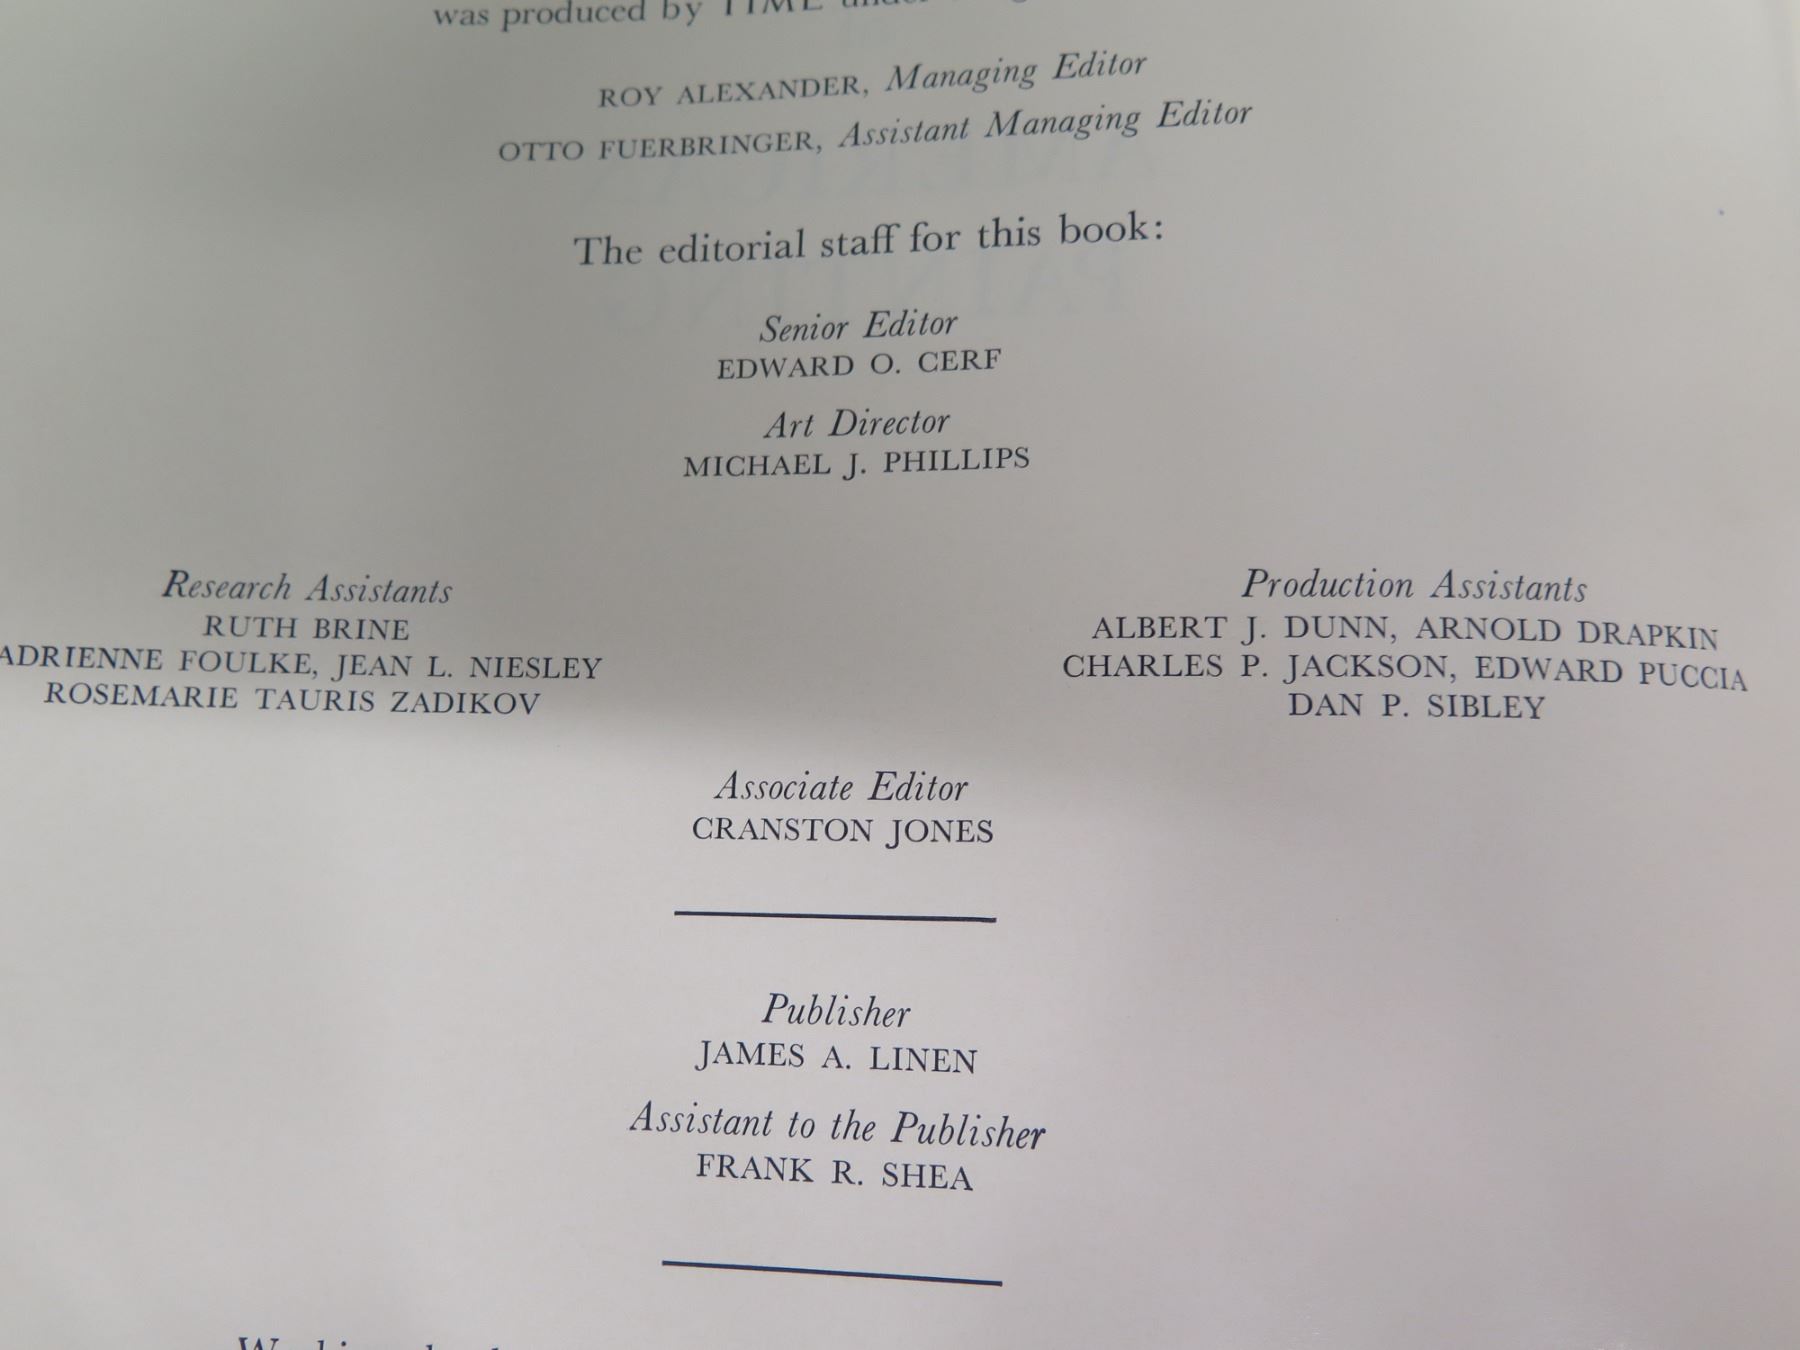 was produced by TIME under
ROY ALEXANDER, Managing Editor
OTTO FUERBRINGER, Assistant Managing Editor
The editorial staff for this book:
Senior Editor
EDWARD O. CERF
Art Director
MICHAEL J. PHILLIPS
Research Assistants
RUTH BRINE
ADRIENNE FOULKE, JEAN L. NIESLEY
ROSEMARIE TAURIS ZADIKOV
Production Assistants
ALBERT J. DUNN, ARNOLD DRAPKIN
CHARLES P. JACKSON, EDWARD PUCCIA
DAN P. SIBLEY
Associate Editor
CRANSTON JONES
Publisher
JAMES A. LINEN
Assistant to the Publisher
FRANK R. SHEA